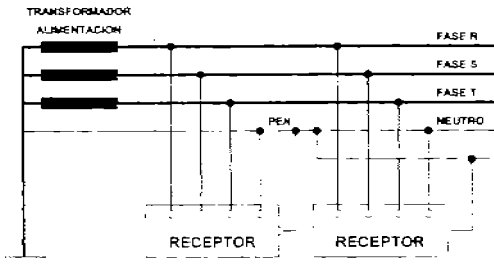 TRANSFORMADOR
ALIMENTACION
FASE R
FASE S
FASE T
PEN
NEUTRO
RECEPTOR
RECEPTOR